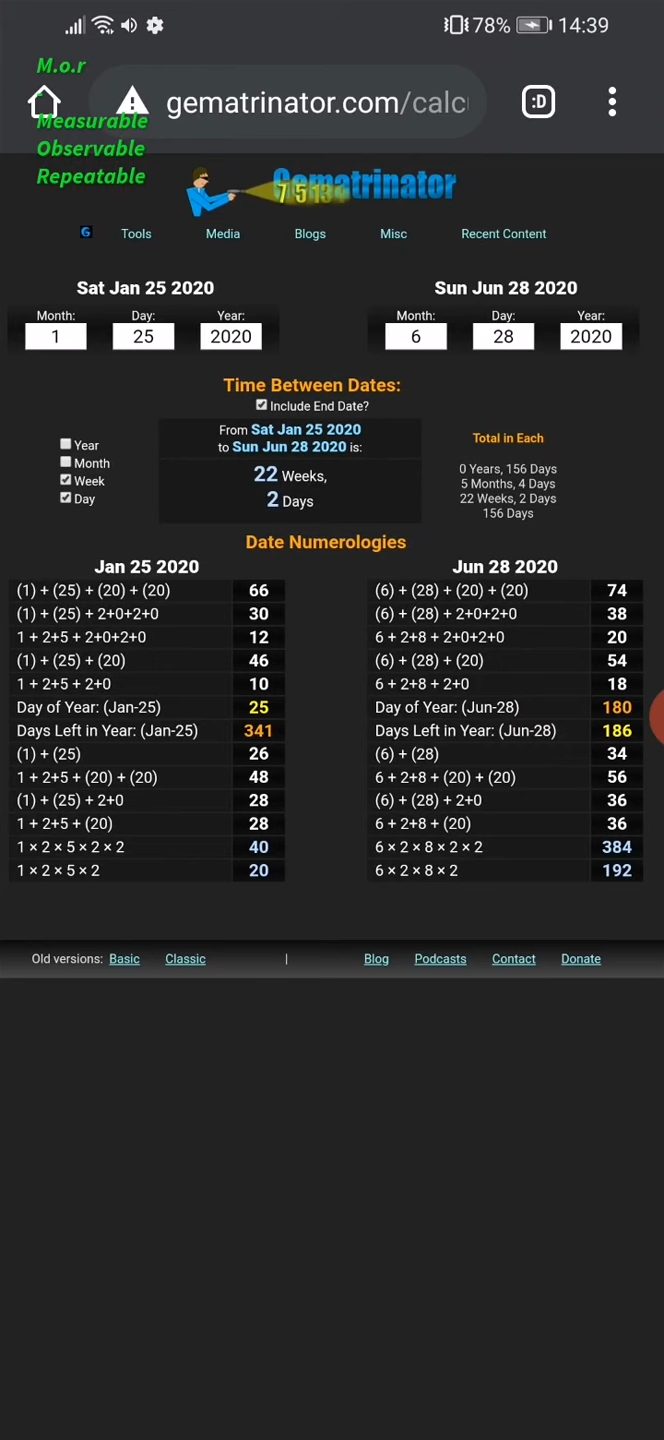 78% 14:39
M.o.r
gematrinator.com/calc
:D
Measurable
Observable
Repeatable
7 5 13
Gematrinator
G Tools Media Blogs Misc Recent Content
Sat Jan 25 2020 Sun Jun 28 2020
Month: Day: Year: Month: Day: Year:
1 25 2020 6 28 2020
Time Between Dates:
Include End Date?
From Sat Jan 25 2020
to Sun Jun 28 2020 is:
22 Weeks,
2 Days
Year
Month
Week
Day
Total in Each
0 Years, 156 Days
5 Months, 4 Days
22 Weeks, 2 Days
156 Days
Date Numerologies
Jan 25 2020 Jun 28 2020
(1) + (25) + (20) + (20) 66 (6) + (28) + (20) + (20) 74
(1) + (25) + 2+0+2+0 30 (6) + (28) + 2+0+2+0 38
1 + 2+5 + 2+0+2+0 12 6 + 2+8 + 2+0+2+0 20
(1) + (25) + (20) 46 (6) + (28) + (20) 54
1 + 2+5 + 2+0 10 6 + 2+8 + 2+0 18
Day of Year: (Jan-25) 25 Day of Year: (Jun-28) 180
Days Left in Year: (Jan-25) 341 Days Left in Year: (Jun-28) 186
(1) + (25) 26 (6) + (28) 34
1 + 2+5 + (20) + (20) 48 6 + 2+8 + (20) + (20) 56
(1) + (25) + 2+0 28 (6) + (28) + 2+0 36
1 + 2+5 + (20) 28 6 + 2+8 + (20) 36
1 × 2 × 5 × 2 × 2 40 6 × 2 × 8 × 2 × 2 384
1 × 2 × 5 × 2 20 6 × 2 × 8 × 2 192
Old versions: Basic Classic | Blog Podcasts Contact Donate